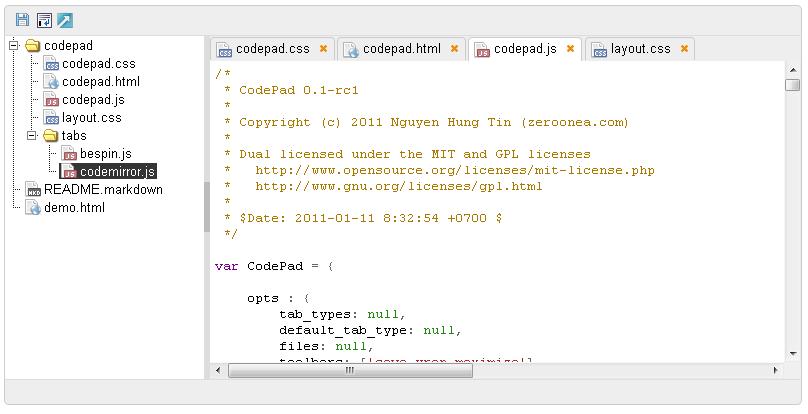 codepad
codepad.css
codepad.html
codepad.js
layout.css
tabs
bespin.js
codemirror.js
README.markdown
demo.html
codepad.css
codepad.html
codepad.js
layout.css
/*
* CodePad 0.1-rc1
*
* Copyright (c) 2011 Nguyen Hung Tin (zeroonea.com)
*
* Dual licensed under the MIT and GPL licenses
*   http://www.opensource.org/licenses/mit-license.php
*   http://www.gnu.org/licenses/gpl.html
*
* $Date: 2011-01-11 8:32:54 +0700 $
*/
var CodePad = {
opts : {
tab_types: null,
default_tab_type: null,
files: null,